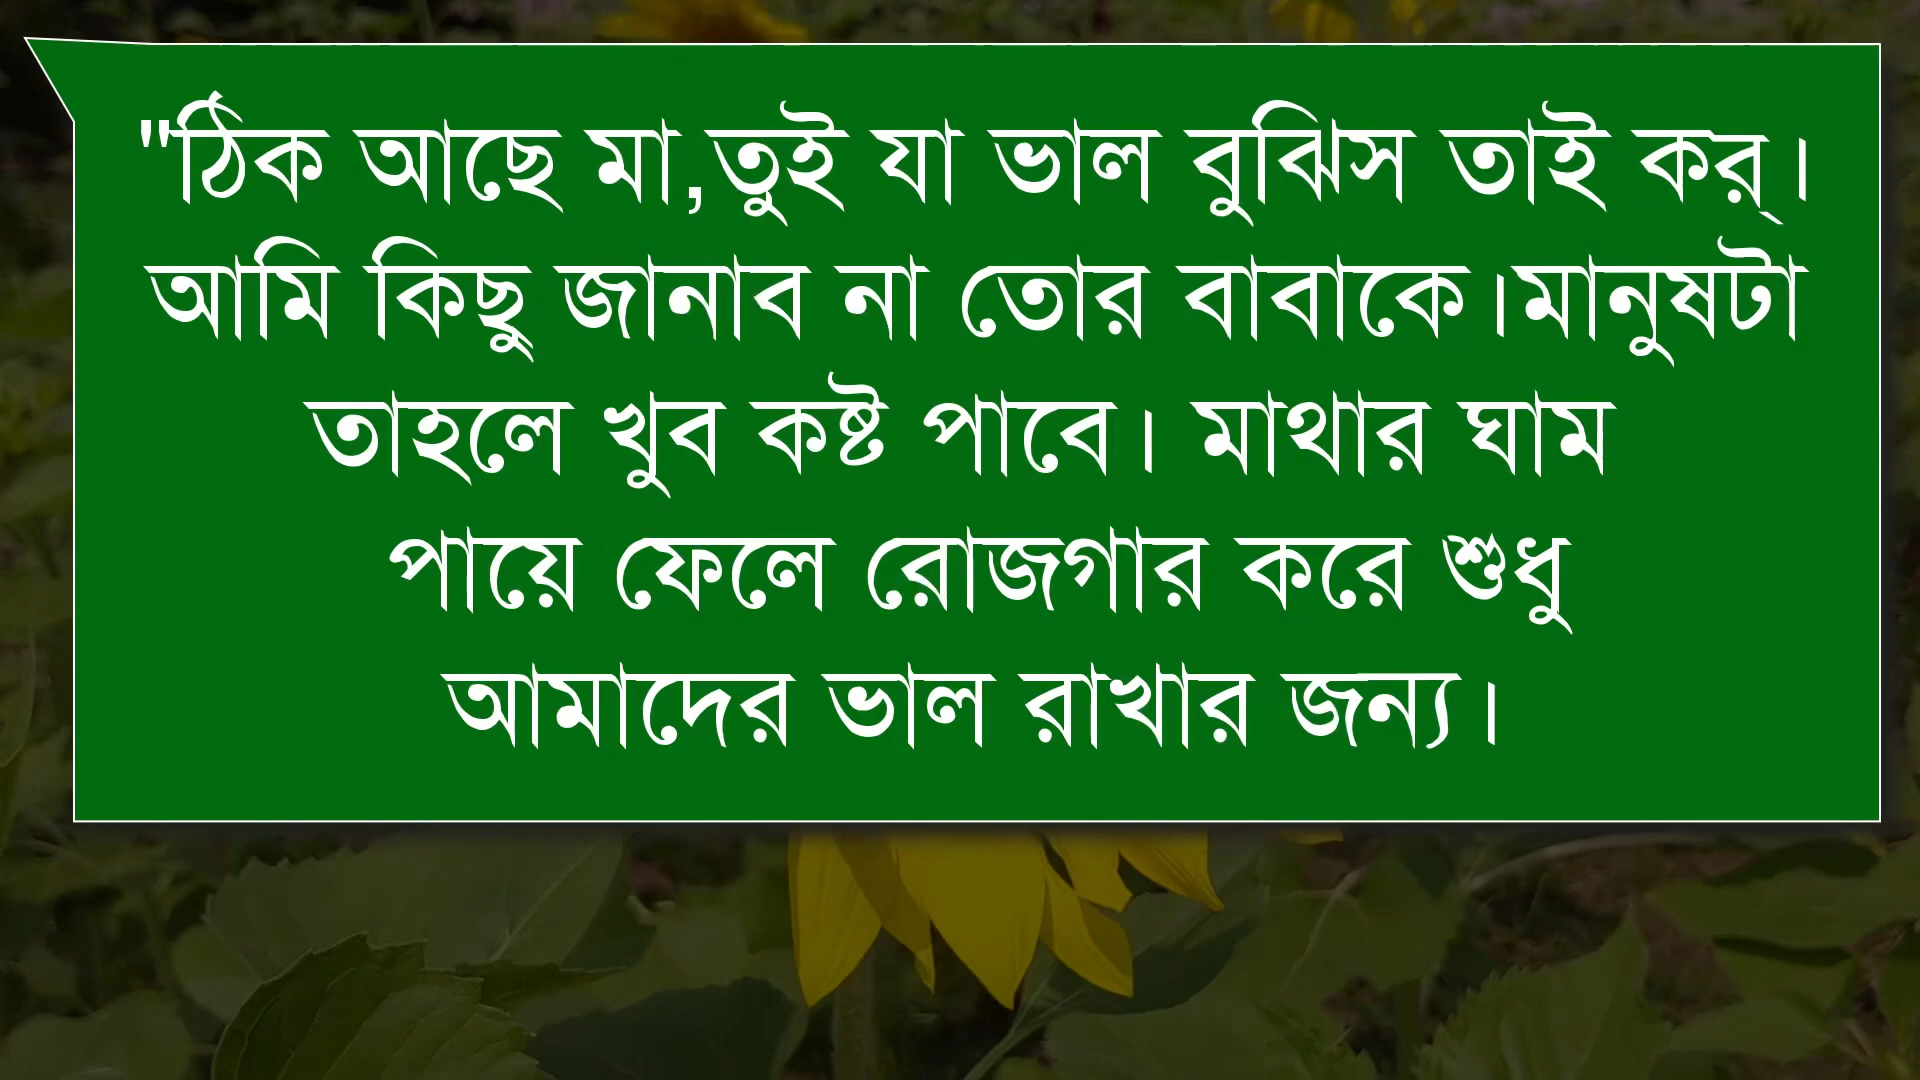 "ঠিক আছে মা,তুই যা ভাল বুঝিস তাই কর্।
আমি কিছু জানাব না তোর বাবাকে।মানুষটা
তাহলে খুব কষ্ট পাবে। মাথার ঘাম
পায়ে ফেলে রোজগার করে শুধু
আমাদের ভাল রাখার জন্য।